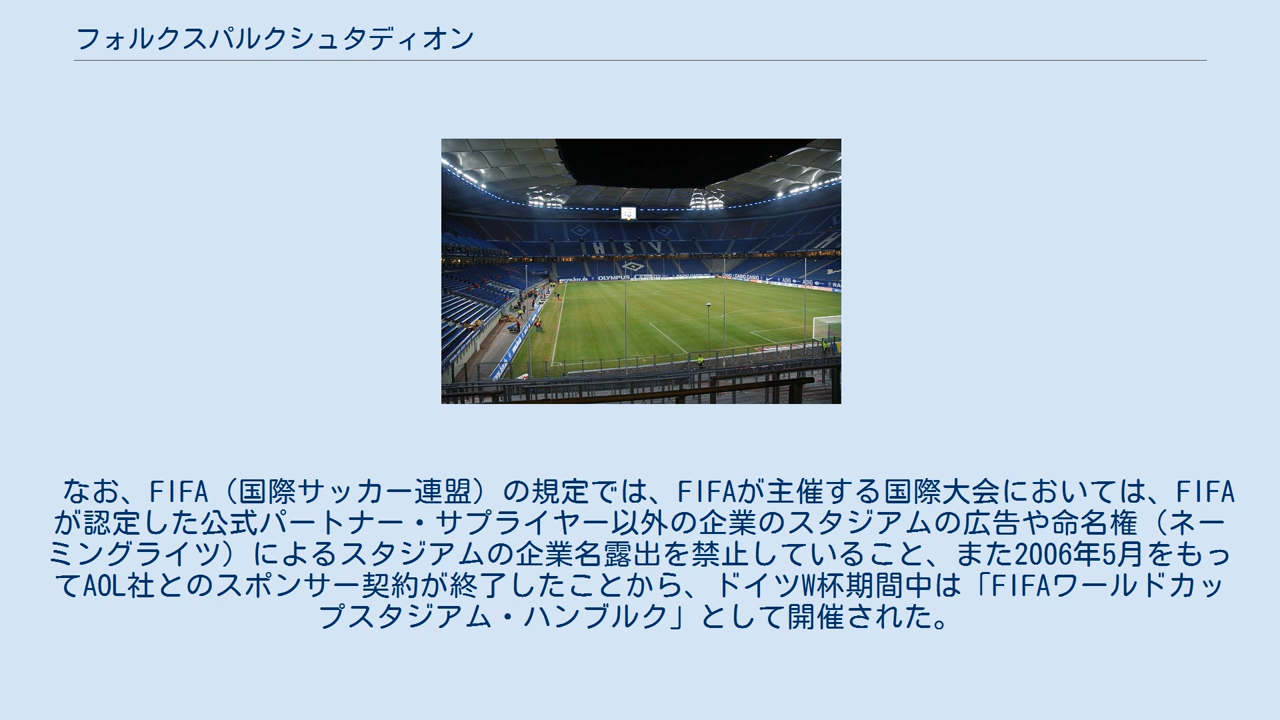 フォルクスパルクシュタディオン
HSV
OLYMPUS
なお、FIFA（国際サッカー連盟）の規定では、FIFAが主催する国際大会においては、FIFA
が認定した公式パートナー・サプライヤー以外の企業のスタジアムの広告や命名権（ネー
ミングライツ）によるスタジアムの企業名露出を禁止していること、また2006年5月をもっ
てAOL社とのスポンサー契約が終了したことから、ドイツW杯期間中は「FIFAワールドカッ
プスタジアム・ハンブルク」として開催された。